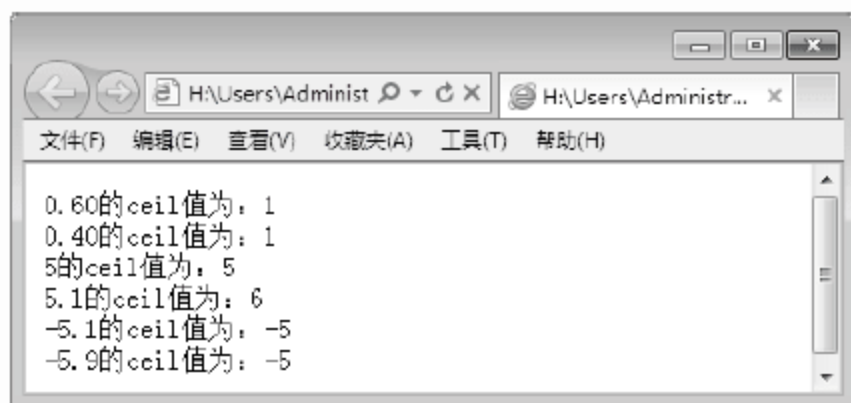 H:\Users\Administ
H:\Users\Administr...
文件(F) 编辑(E) 查看(V) 收藏夹(A) 工具(T) 帮助(H)
0.60的ceil值为：1
0.40的ceil值为：1
5的ceil值为：5
5.1的ceil值为：6
-5.1的ceil值为：-5
-5.9的ceil值为：-5